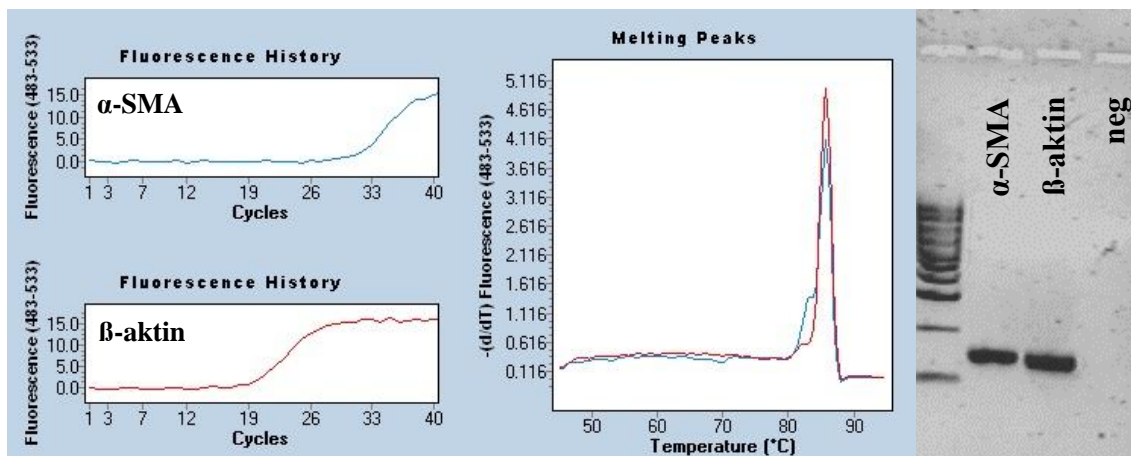 Fluorescence History
Fluorescence (483-533)
15.0
10.0
5.0
0.0
α-SMA
1 3 7 12 19 26 33 40
Cycles
Fluorescence History
Fluorescence (483-533)
15.0
10.0
5.0
0.0
ß-aktin
1 3 7 12 19 26 33 40
Cycles
Melting Peaks
-(d/dT) Fluorescence (483-533)
5.116
4.616
4.116
3.616
3.116
2.616
2.116
1.616
1.116
0.616
0.116
50 60 70 80 90
Temperature (°C)
α-SMA
ß-aktin
neg